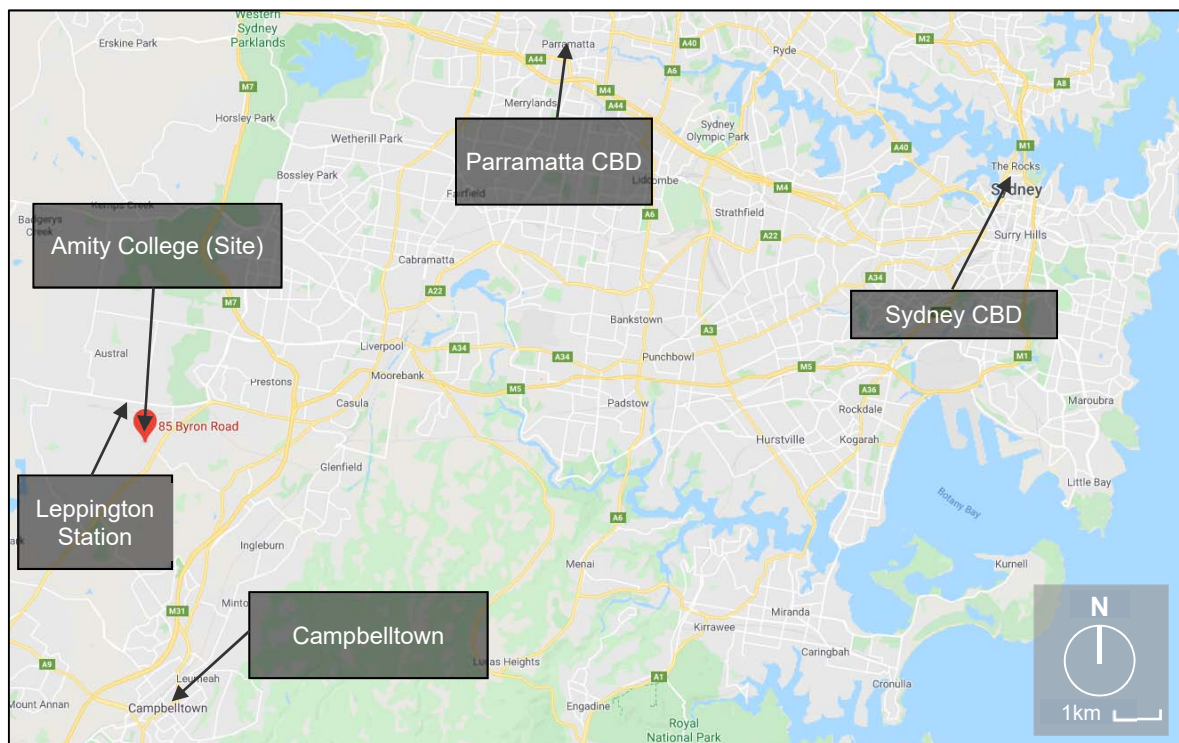 Western
Sydney
Parklands
Erskine Park
M7
A44
Parramatta
A40
A6
Ryde
M2
A8
M4
A44
Merrylands
Horsley Park
Wetherill Park
Sydney
Olympic Park
A40
M1
Parramatta CBD
The Rocks
Bossley Park
Sydney
Lidcombe
M4
Fairfield
Kemps Creek
Strathfield
A6
Badgerys
Creek
Surry Hills
A22
Amity College (Site)
Cabramatta
A34
A22
M7
Sydney CBD
Bankstown
Liverpool
A34
A34
A3
Punchbowl
M1
Austral
Moorebank
M5
M5
Prestons
A36
Casula
Padstow
Rockdale
Maroubra
85 Byron Road
Hurstville
Kogarah
Glenfield
Little Bay
Leppington
Station
Botany Bay
A6
Ingleburn
Menai
Kurnell
Minto
M31
Miranda
Campbelltown
Kirrawee
Caringbah
Lucas Heights
A9
Leumeah
A1
Cronulla
Mount Annan
Campbelltown
Engadine
Royal
National Park
N
1km